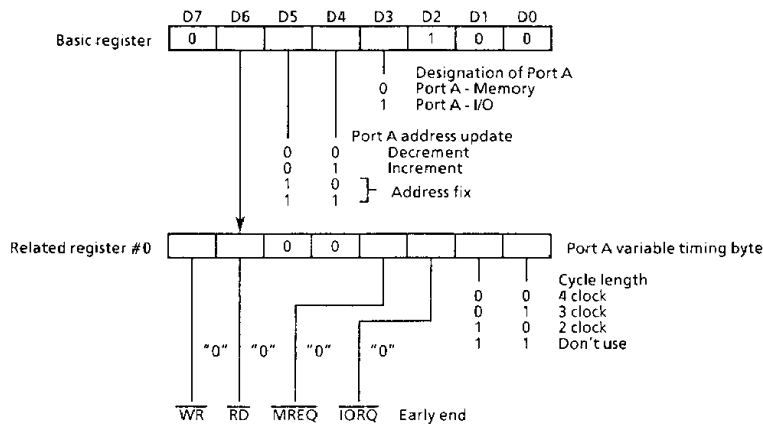 D7 D6 D5 D4 D3 D2 D1 D0
Basic register 0 1 0 0
Designation of Port A
0 Port A - Memory
1 Port A - I/O
Port A address update
0 0 Decrement
0 1 Increment
1 0
Address fix
1 1
Related register #0 0 0 Port A variable timing byte
Cycle length
0 0 4 clock
0 1 3 clock
1 0 2 clock
"0" "0" "0" "0" 1 1 Don't use
WR RD MREQ IORQ Early end